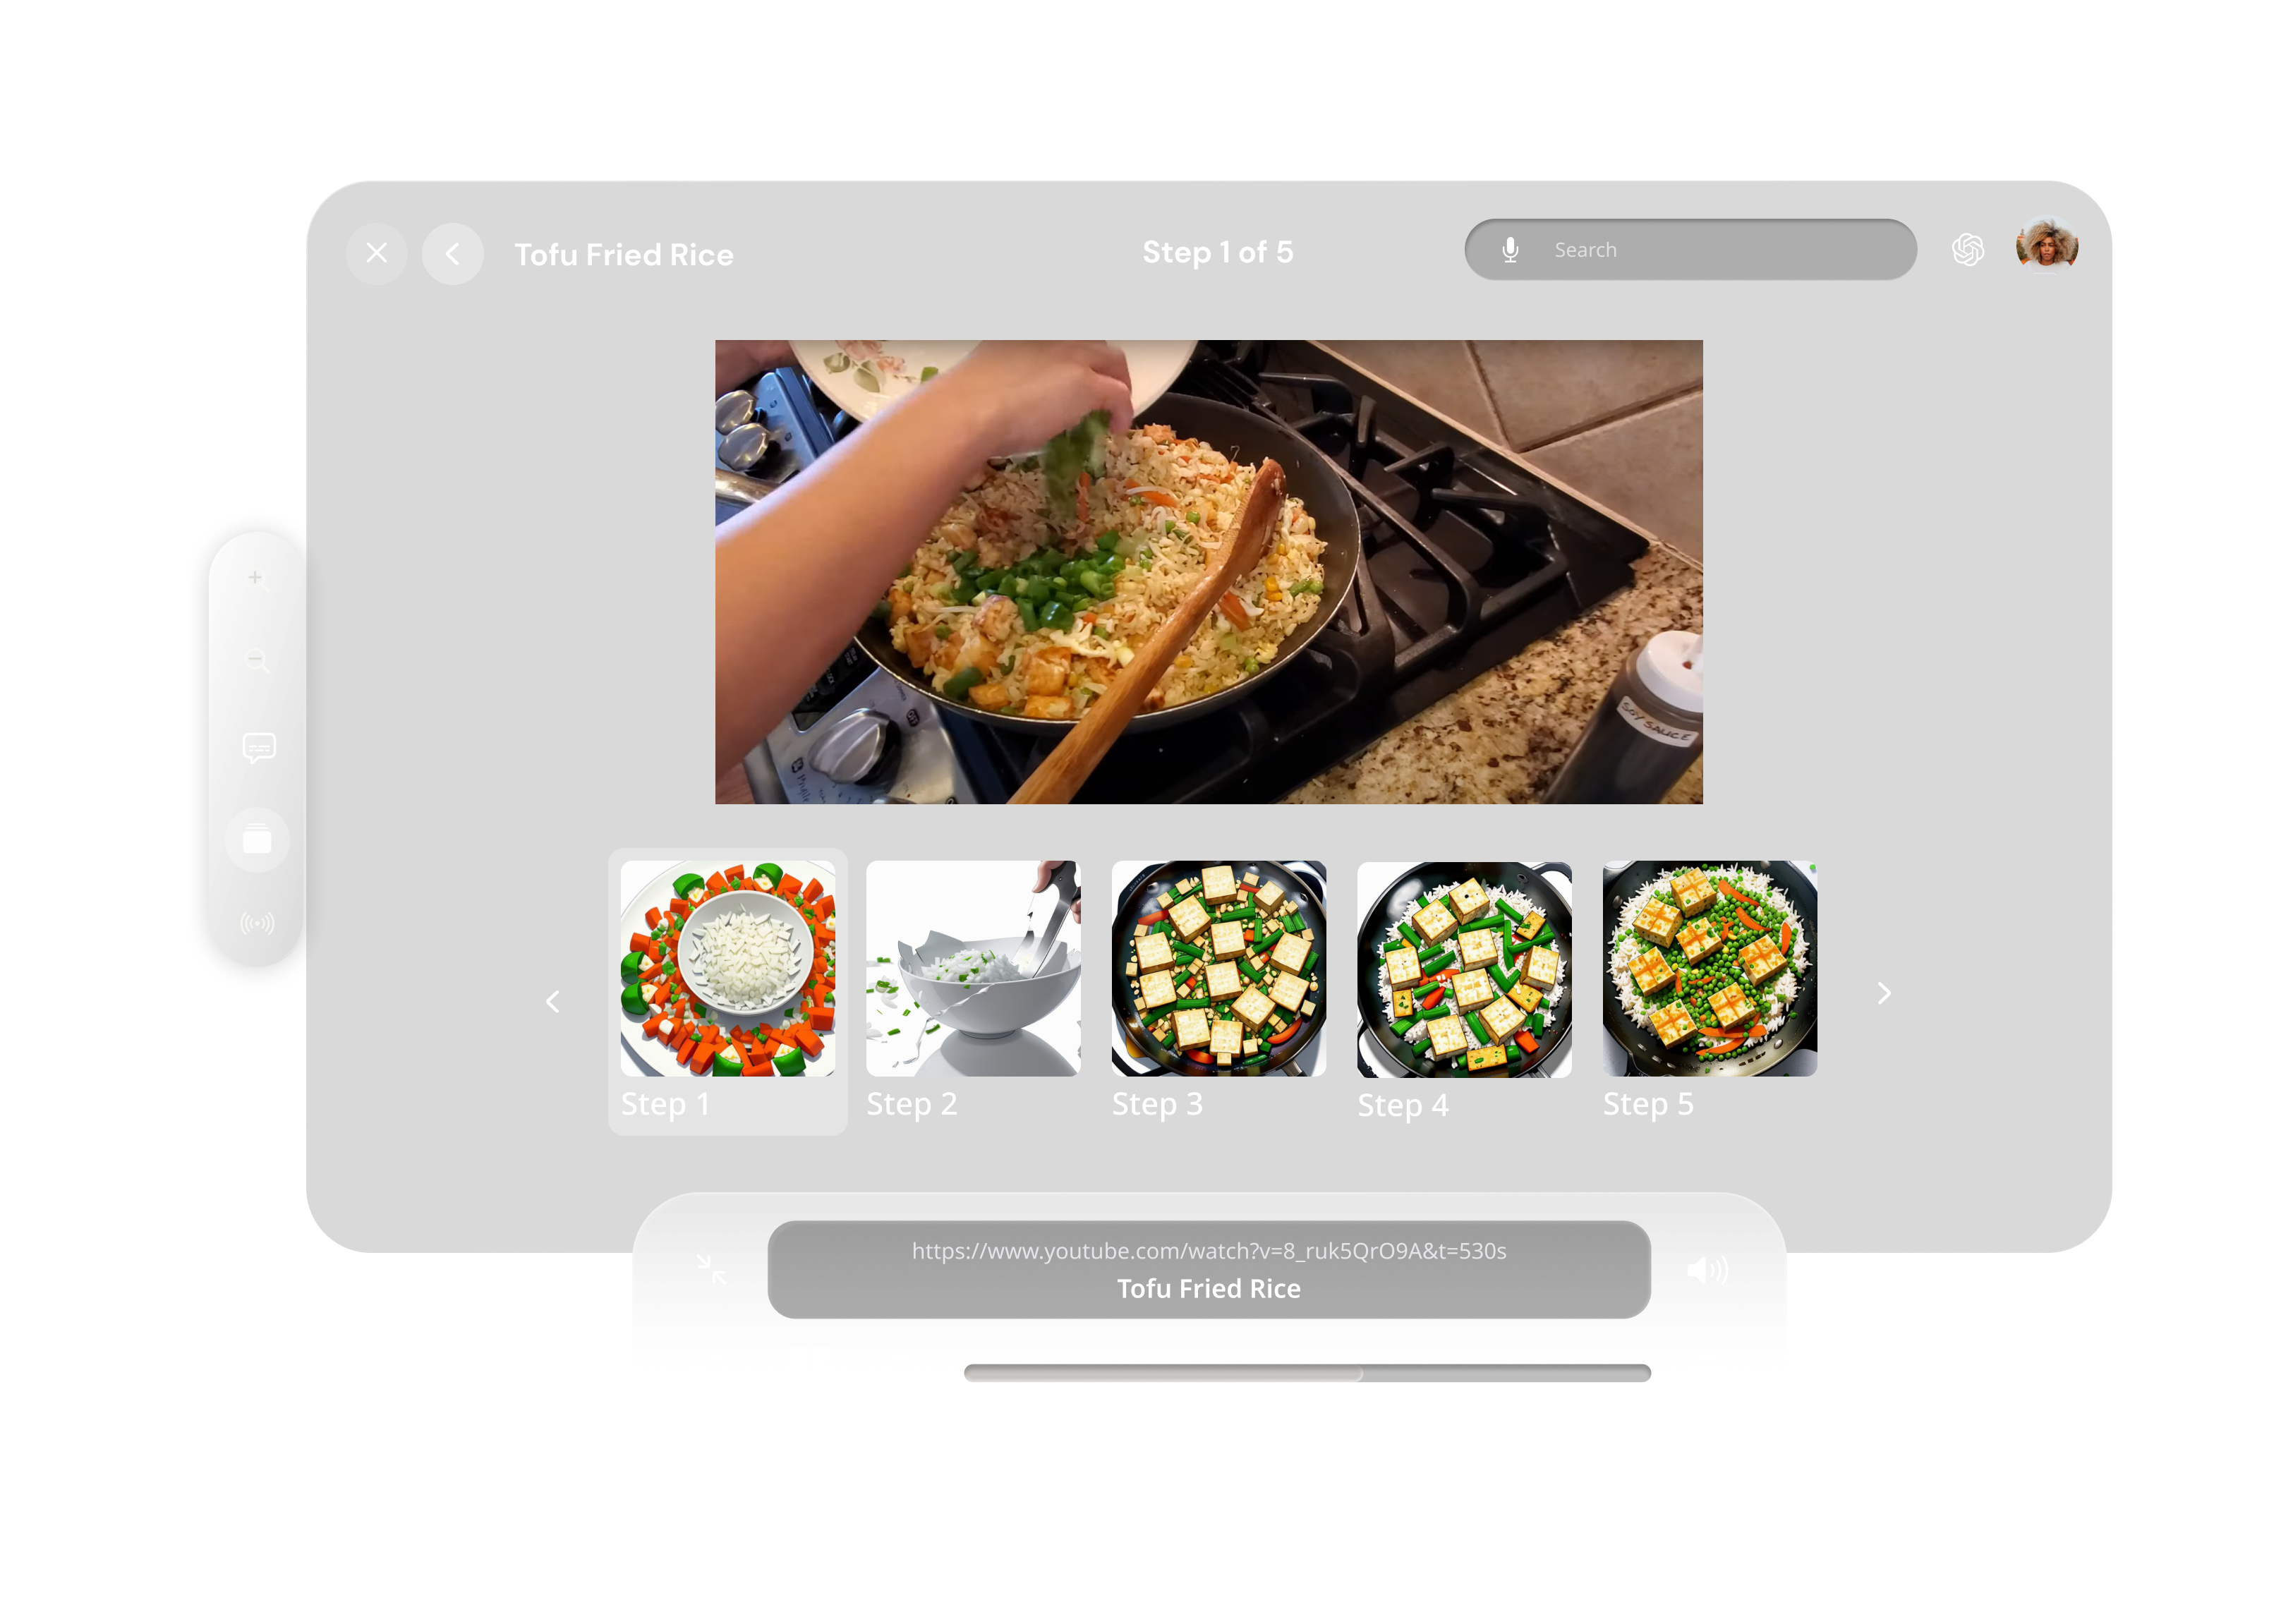 Tofu Fried Rice
Step 1 of 5
Search
SOY SAUCE
Step 1
Step 2
Step 3
Step 4
Step 5
https://www.youtube.com/watch?v=8_ruk5QrO9A&t=530s
Tofu Fried Rice